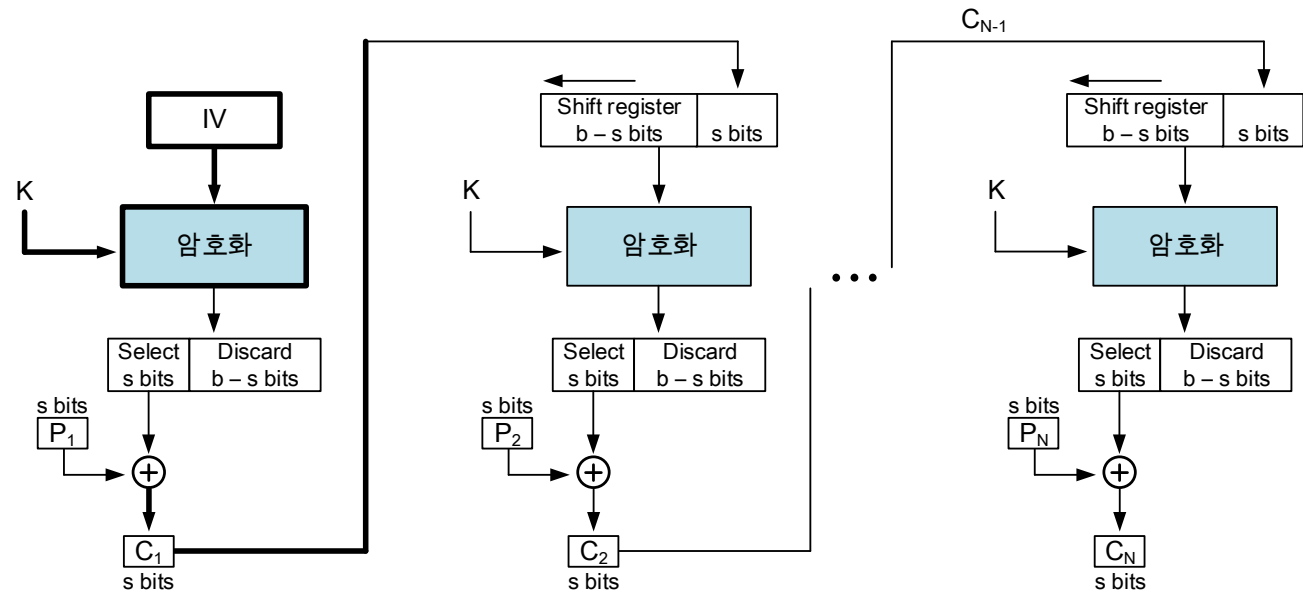 C_N-1
IV
K
암호화
Select
s bits
Discard
b – s bits
s bits
P₁
C₁
s bits
Shift register
b – s bits
s bits
K
암호화
Select
s bits
Discard
b – s bits
s bits
P₂
C₂
s bits
•••
Shift register
b – s bits
s bits
K
암호화
Select
s bits
Discard
b – s bits
s bits
P_N
C_N
s bits